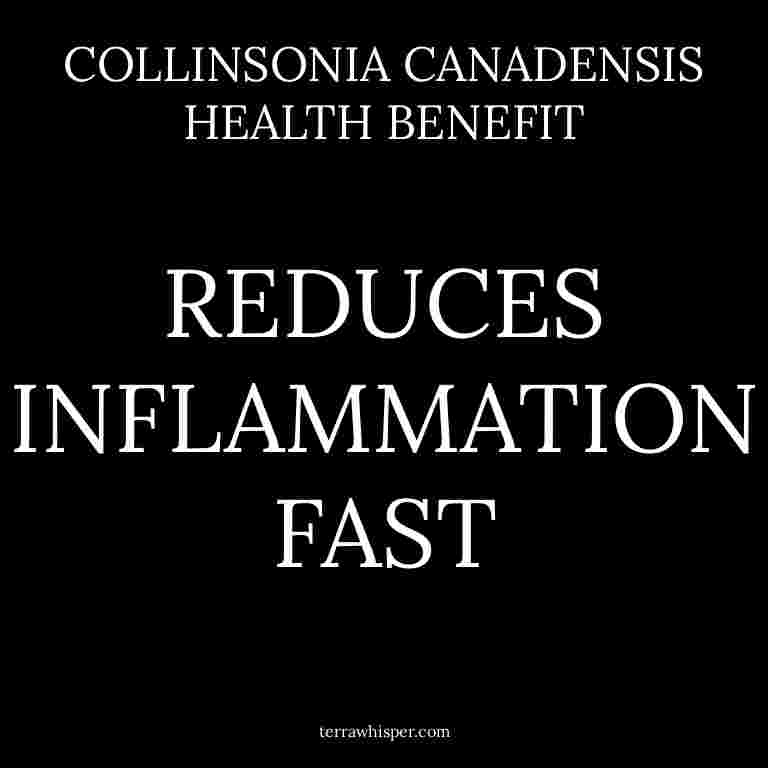 COLLINSONIA CANADENSIS
HEALTH BENEFIT
REDUCES
INFLAMMATION
FAST
terrawhisper.com